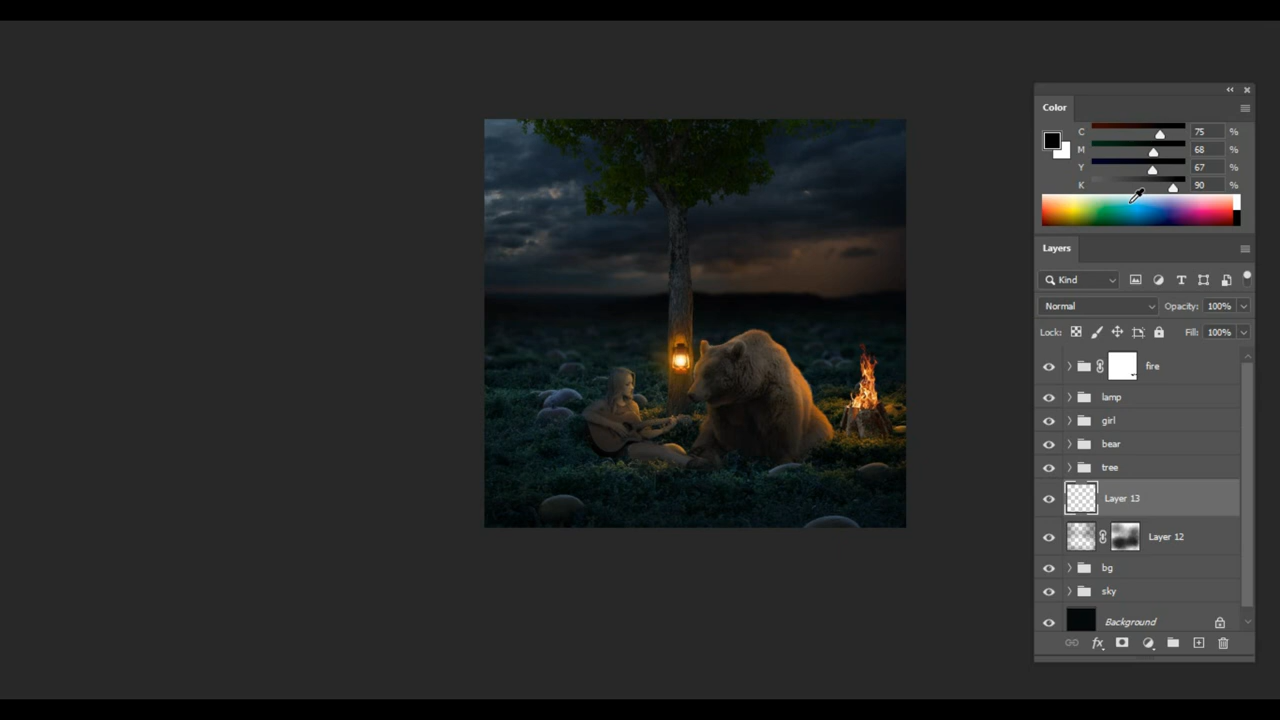 Color
C 75 %
M 68 %
Y 67 %
K 90 %
Layers
Kind
Normal Opacity: 100%
Lock: Fill: 100%
fire
lamp
girl
bear
tree
Layer 13
Layer 12
bg
sky
Background
fx